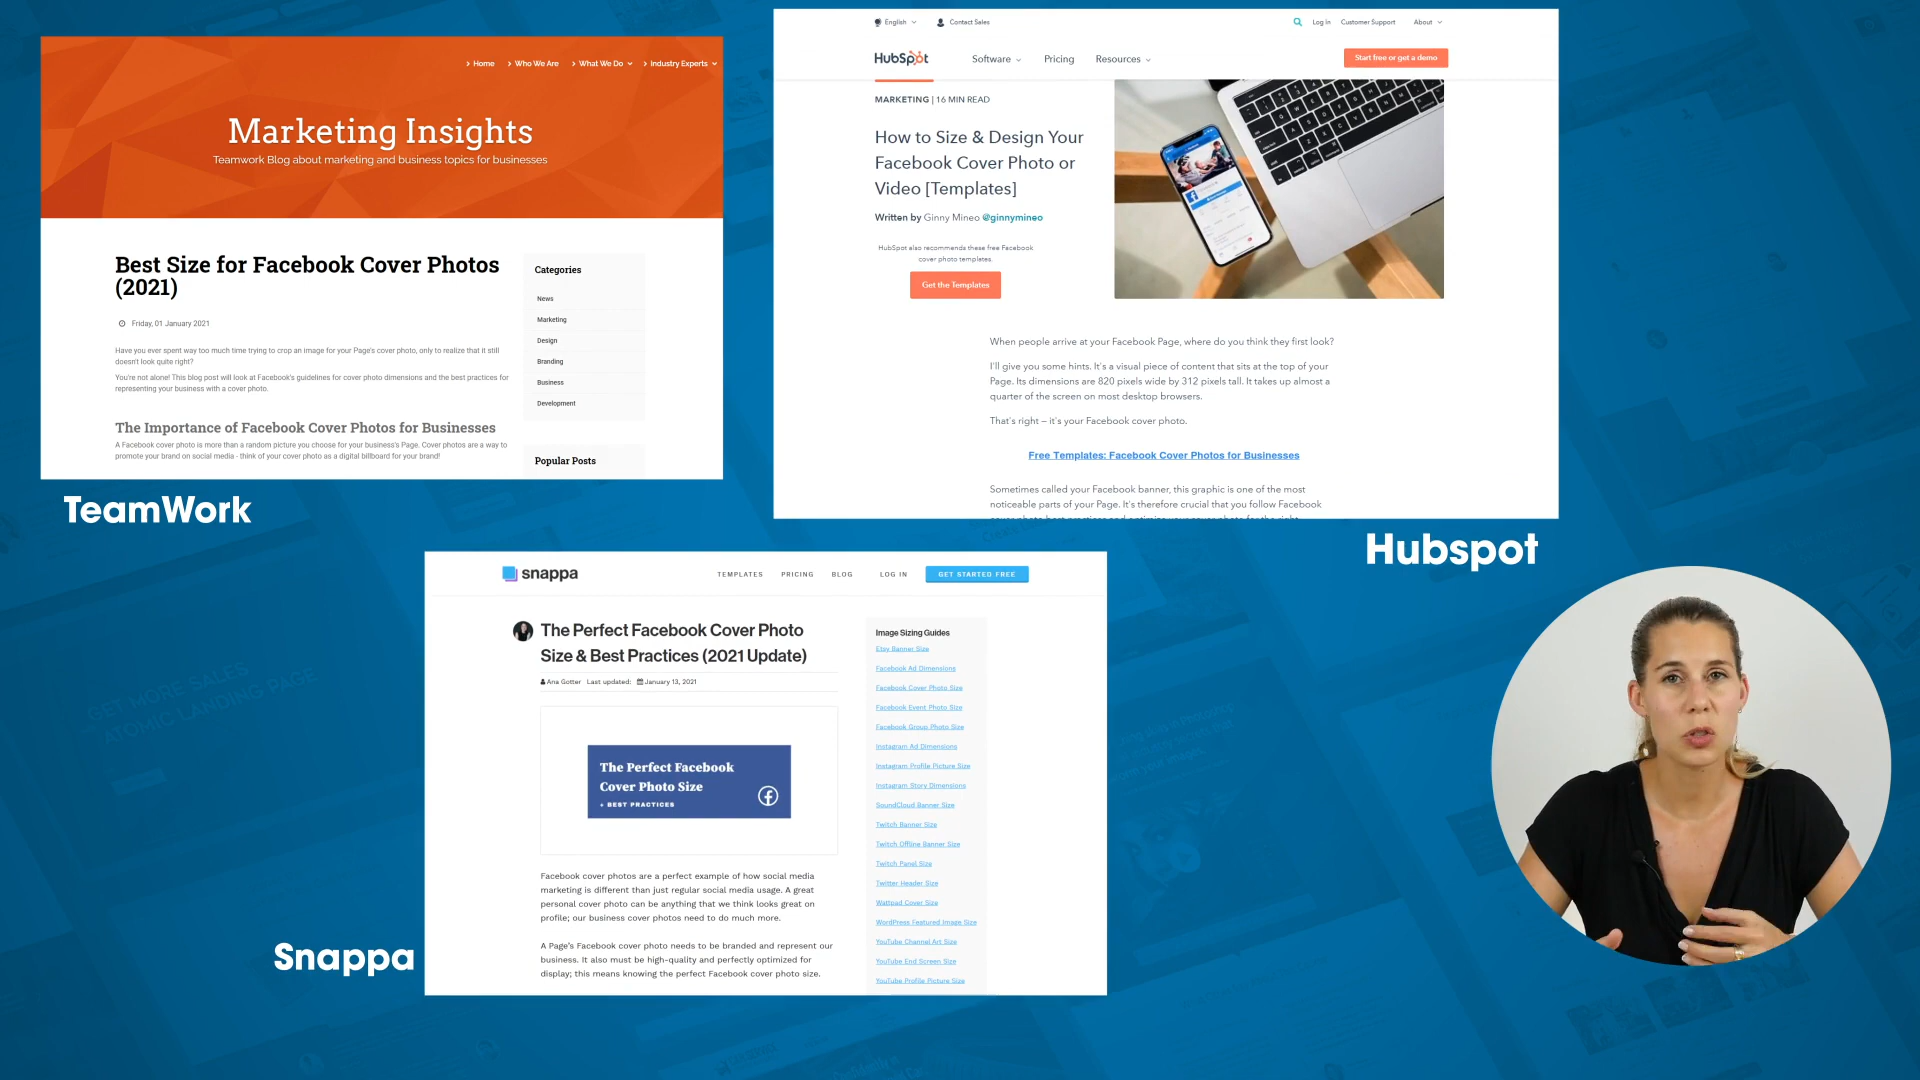 Home
Who We Are
What We Do
Industry Experts
Marketing Insights
Teamwork Blog about marketing and business topics for businesses
Best Size for Facebook Cover Photos
(2021)
Friday, 01 January 2021
Have you ever spent way too much time trying to crop an image for your Page's cover photo, only to realize that it still
doesn't look quite right?
You're not alone! This blog post will look at Facebook's guidelines for cover photo dimensions and the best practices for
representing your business with a cover photo.
The Importance of Facebook Cover Photos for Businesses
A Facebook cover photo is more than a random picture you choose for your business's Page. Cover photos are a way to
promote your brand on social media - think of your cover photo as a digital billboard for your brand!
Categories
News
Marketing
Design
Branding
Business
Development
Popular Posts
TeamWork
English
Contact Sales
Log in
Customer Support
About
HubSpot
Software
Pricing
Resources
Start free or get a demo
MARKETING | 16 MIN READ
How to Size & Design Your
Facebook Cover Photo or
Video [Templates]
Written by Ginny Mineo @ginnymineo
HubSpot also recommends these free Facebook
cover photo templates.
Get the Templates
When people arrive at your Facebook Page, where do you think they first look?
I'll give you some hints. It's a visual piece of content that sits at the top of your
Page. Its dimensions are 820 pixels wide by 312 pixels tall. It takes up almost a
quarter of the screen on most desktop browsers.
That's right – it's your Facebook cover photo.
Free Templates: Facebook Cover Photos for Businesses
Sometimes called your Facebook banner, this graphic is one of the most
noticeable parts of your Page. It's therefore crucial that you follow Facebook
Hubspot
snappa
TEMPLATES
PRICING
BLOG
LOG IN
GET STARTED FREE
The Perfect Facebook Cover Photo
Size & Best Practices (2021 Update)
Ana Gotter Last updated: January 13, 2021
The Perfect Facebook
Cover Photo Size
+ BEST PRACTICES
Facebook cover photos are a perfect example of how social media
marketing is different than just regular social media usage. A great
personal cover photo can be anything that we think looks great on
profile; our business cover photos need to do much more.
A Page's Facebook cover photo needs to be branded and represent our
business. It also must be high-quality and perfectly optimized for
display; this means knowing the perfect Facebook cover photo size.
Image Sizing Guides
Etsy Banner Size
Facebook Ad Dimensions
Facebook Cover Photo Size
Facebook Event Photo Size
Facebook Group Photo Size
Instagram Ad Dimensions
Instagram Profile Picture Size
Instagram Story Dimensions
SoundCloud Banner Size
Twitch Banner Size
Twitch Offline Banner Size
Twitch Panel Size
Twitter Header Size
Wattpad Cover Size
WordPress Featured Image Size
YouTube Channel Art Size
YouTube End Screen Size
YouTube Profile Picture Size
Snappa
GET MORE SALES
ATOMIC LANDING PAGE